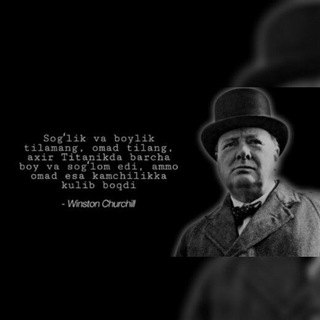 Sog'lik va boylik
tilamang, omad tilang,
axir Titanikda barcha
boy va sog'lom edi, ammo
omad esa kamchilikka
kulib boqdi
- Winston Churchill